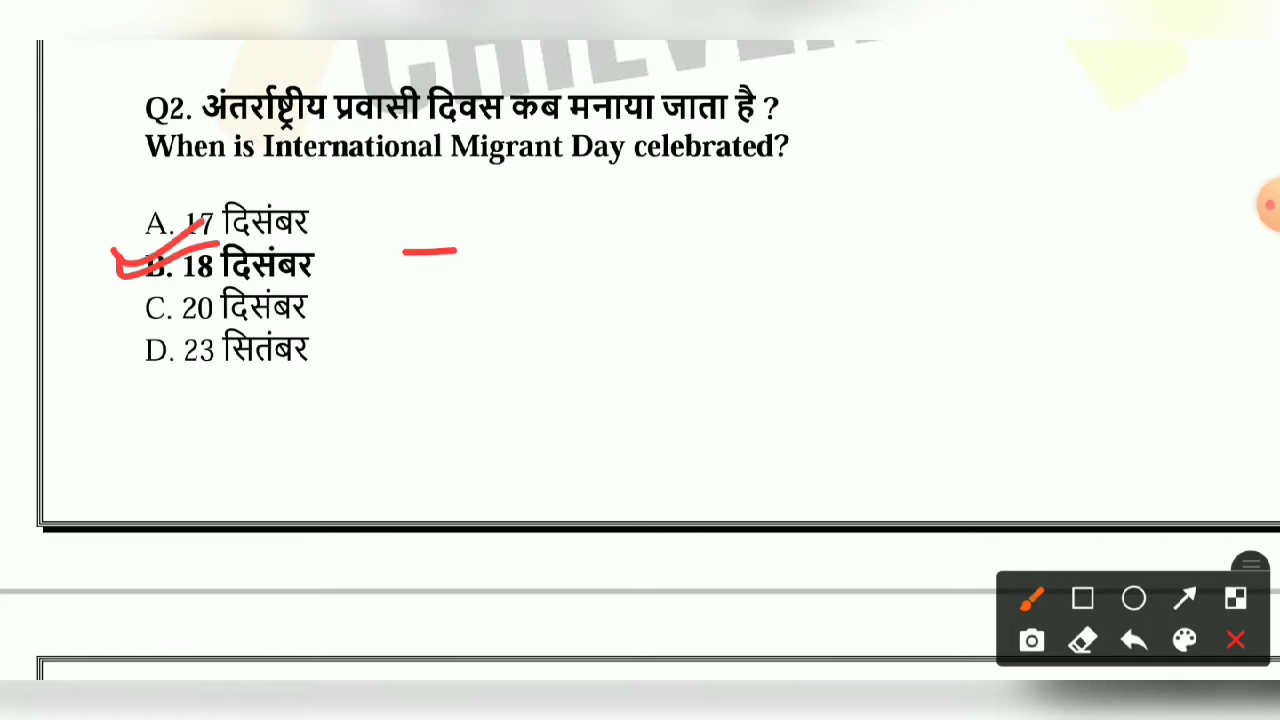 Q2. अंतर्राष्ट्रीय प्रवासी दिवस कब मनाया जाता है ?
When is International Migrant Day celebrated?
A. 17 दिसंबर
B. 18 दिसंबर
C. 20 दिसंबर
D. 23 सितंबर